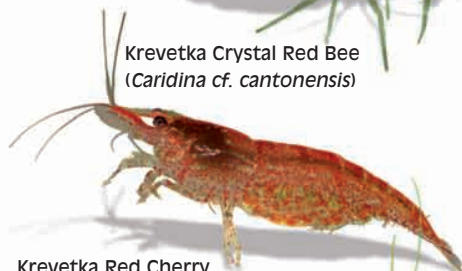 Krevetka Crystal Red Bee
(Caridina cf. cantonensis)
Krevetka Red Cherry